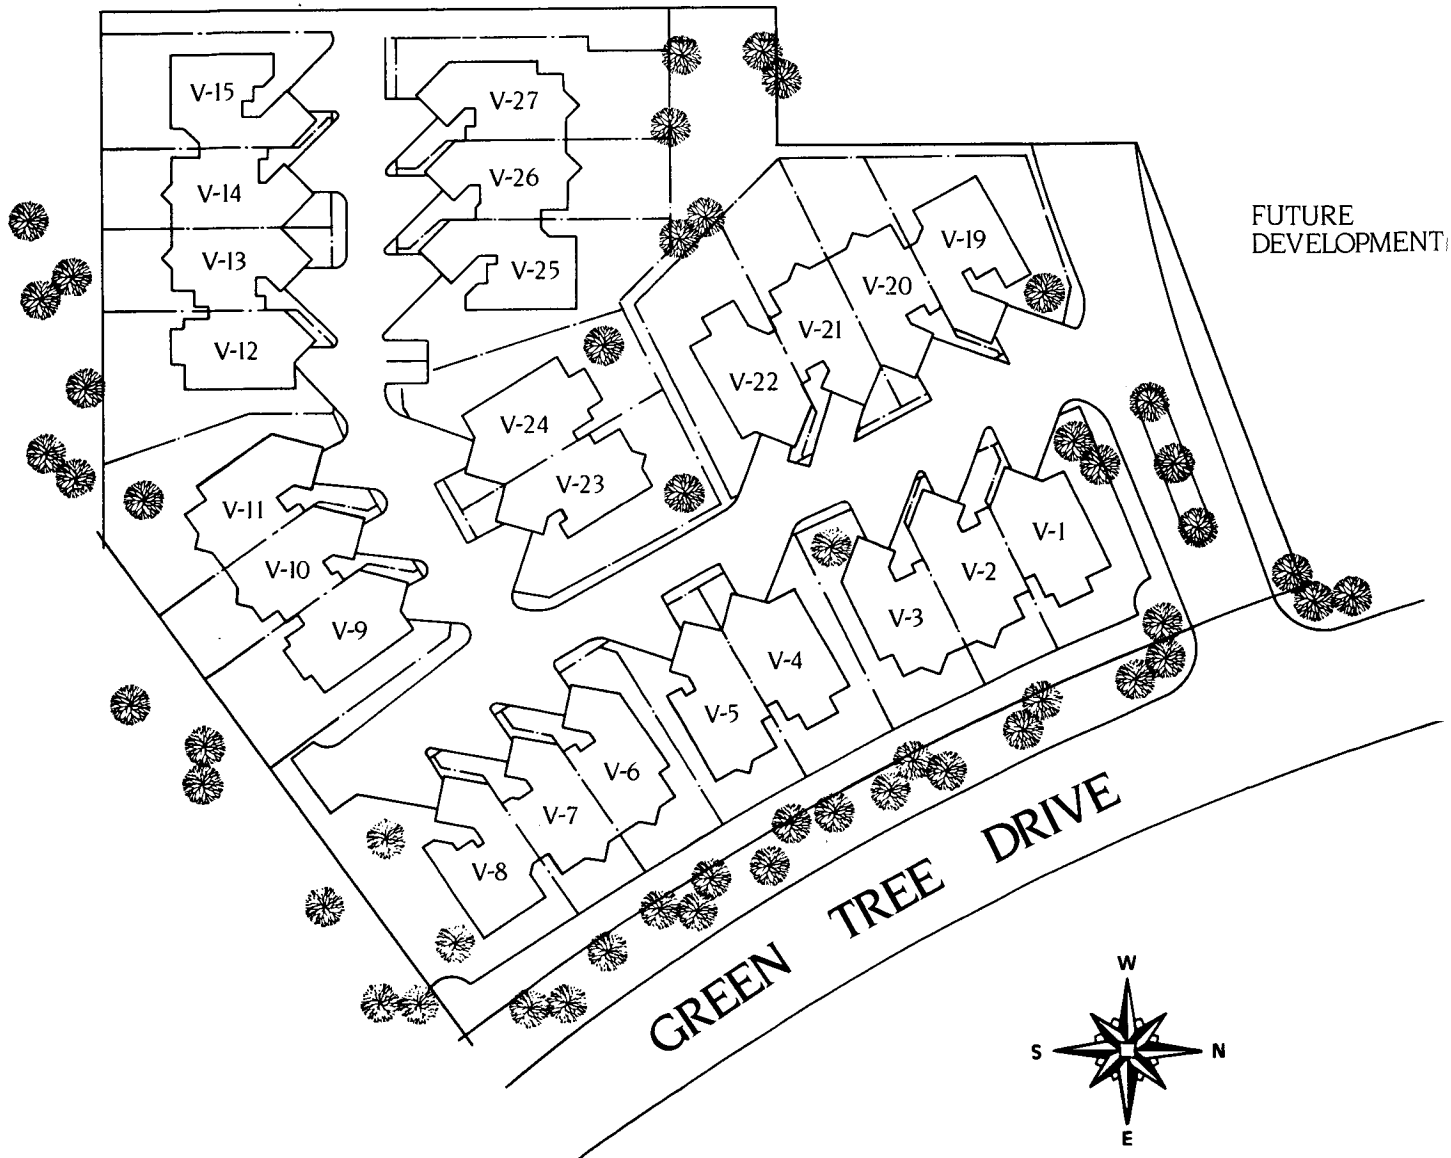 V-15
V-27
V-14
V-26
FUTURE
DEVELOPMENT
V-19
V-13
V-25
V-20
V-21
V-12
V-22
V-24
V-23
V-11
V-1
V-10
V-2
V-3
V-9
V-4
V-5
V-6
V-7
V-8
GREEN TREE DRIVE
W
S N
E